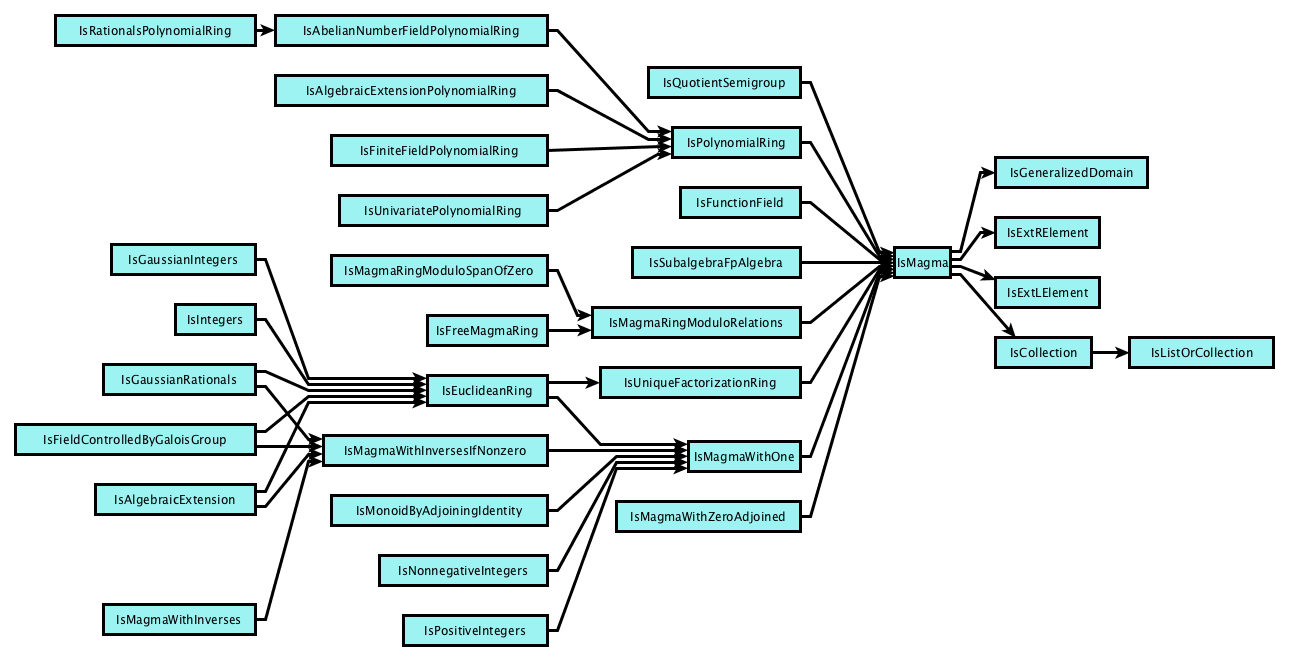 IsRationalsPolynomialRing
IsAbelianNumberFieldPolynomialRing
IsAlgebraicExtensionPolynomialRing
IsFiniteFieldPolynomialRing
IsUnivariatePolynomialRing
IsQuotientSemigroup
IsPolynomialRing
IsFunctionField
IsSubalgebraFpAlgebra
IsMagmaRingModuloSpanOfZero
IsFreeMagmaRing
IsMagmaRingModuloRelations
IsGaussianIntegers
IsIntegers
IsGaussianRationals
IsFieldControlledByGaloisGroup
IsAlgebraicExtension
IsMagmaWithInverses
IsEuclideanRing
IsMagmaWithInversesIfNonzero
IsMonoidByAdjoiningIdentity
IsNonnegativeIntegers
IsPositiveIntegers
IsUniqueFactorizationRing
IsMagmaWithOne
IsMagmaWithZeroAdjoined
IsMagma
IsGeneralizedDomain
IsExtRElement
IsExtLElement
IsCollection
IsListOrCollection